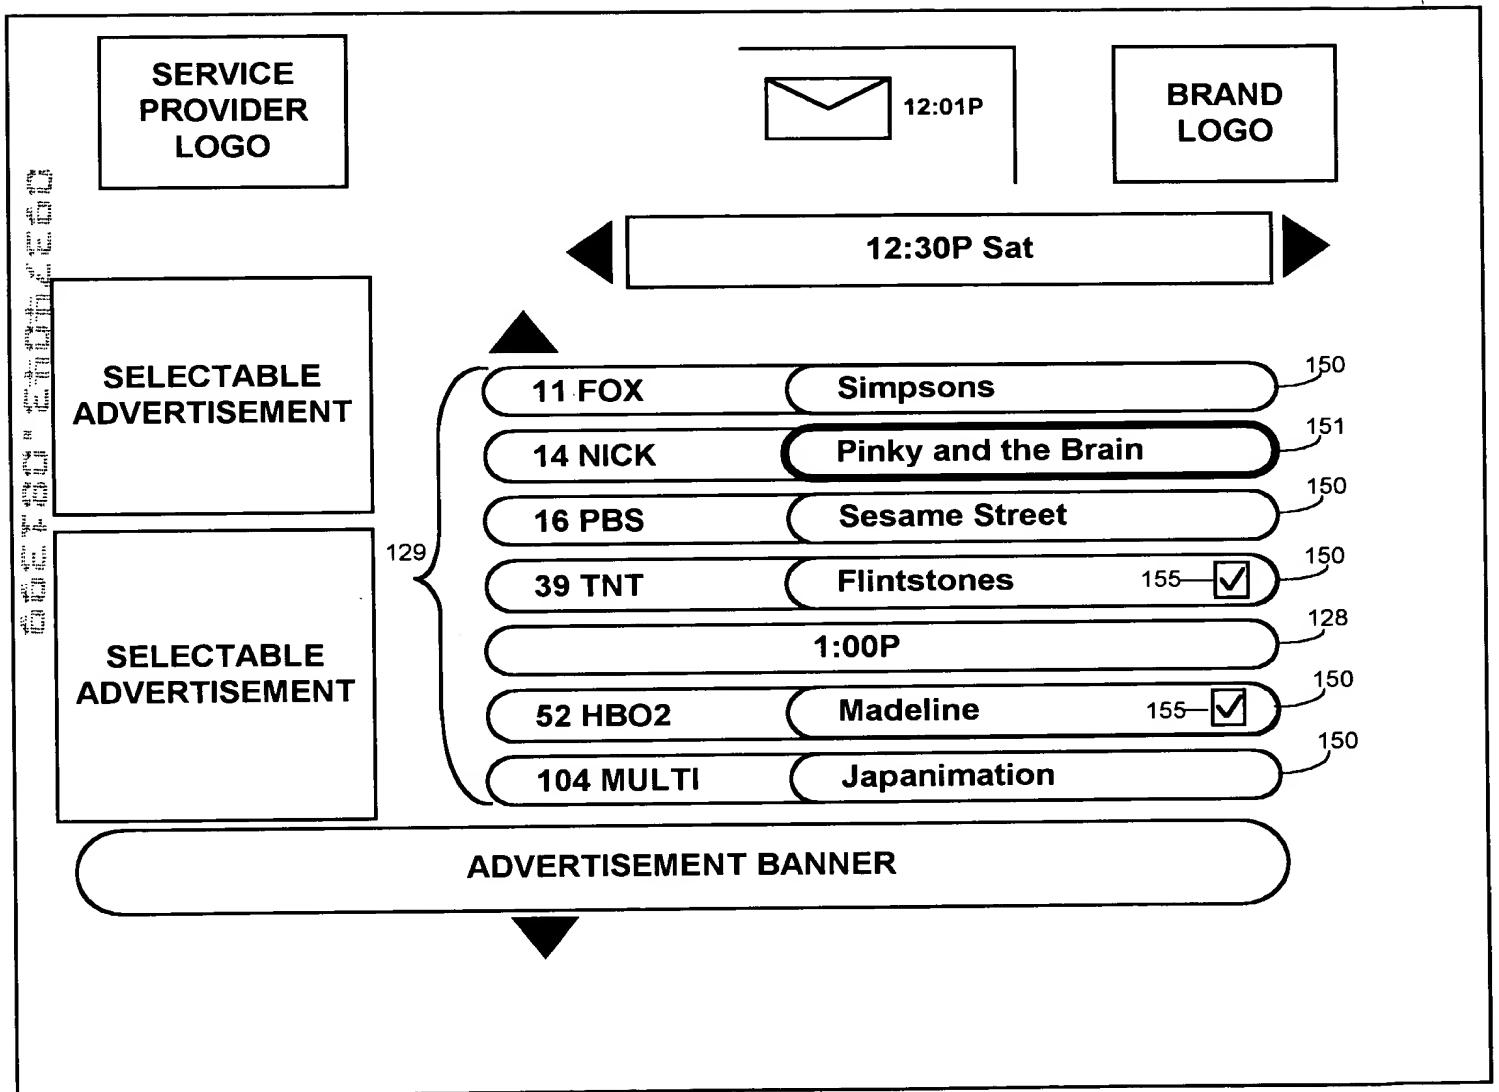 SERVICE
PROVIDER
LOGO
12:01P
BRAND
LOGO
12:30P Sat
SELECTABLE
ADVERTISEMENT
SELECTABLE
ADVERTISEMENT
129
11 FOX Simpsons 150
14 NICK Pinky and the Brain 151
16 PBS Sesame Street 150
39 TNT Flintstones 155 150
1:00P 128
52 HBO2 Madeline 155 150
104 MULTI Japanimation 150
ADVERTISEMENT BANNER